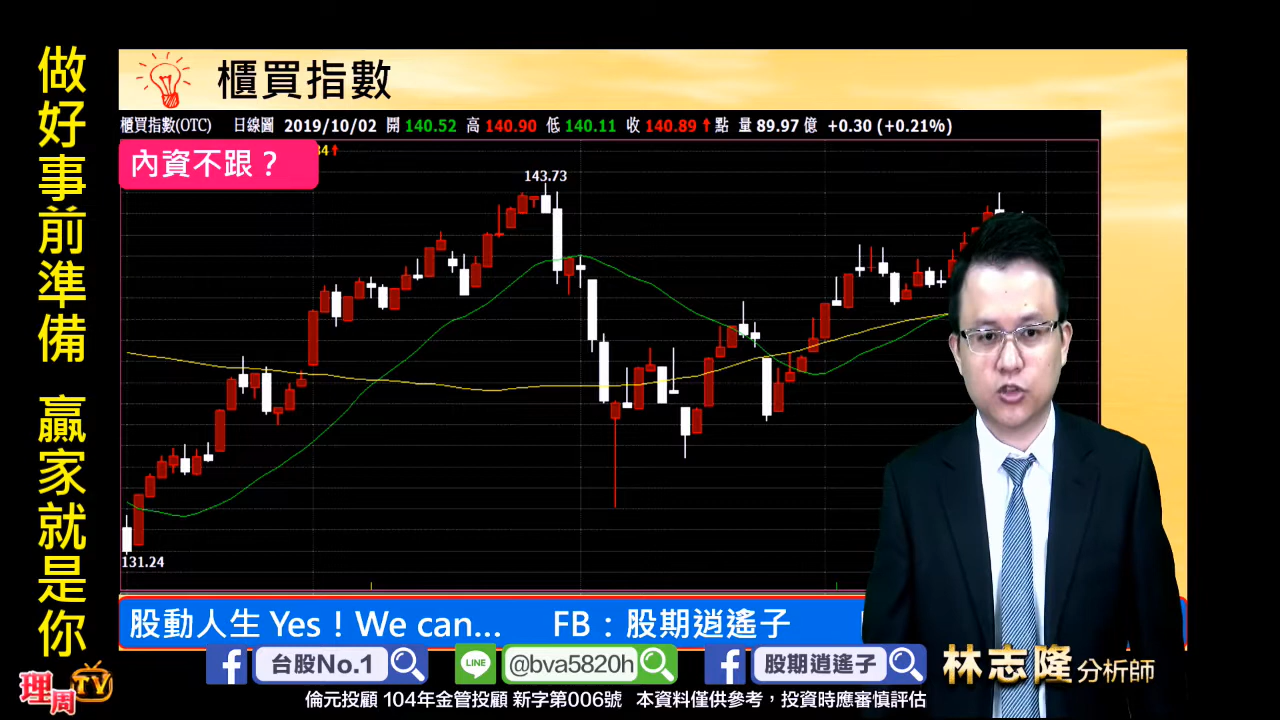 做好事前準備 贏家就是你
櫃買指數
櫃買指數(OTC) 日線圖 2019/10/02 開 140.52 高 140.90 低 140.11 收 140.89↑點 量 89.97 億 +0.30 (+0.21%)
內資不跟？
84↑
143.73
131.24
股動人生 Yes！We can... FB：股期逍遙子
台股No.1
LINE
@bva5820h
股期逍遙子
林志隆 分析師
理周TV
倫元投顧 104年金管投顧 新字第006號 本資料僅供參考，投資時應審慎評估